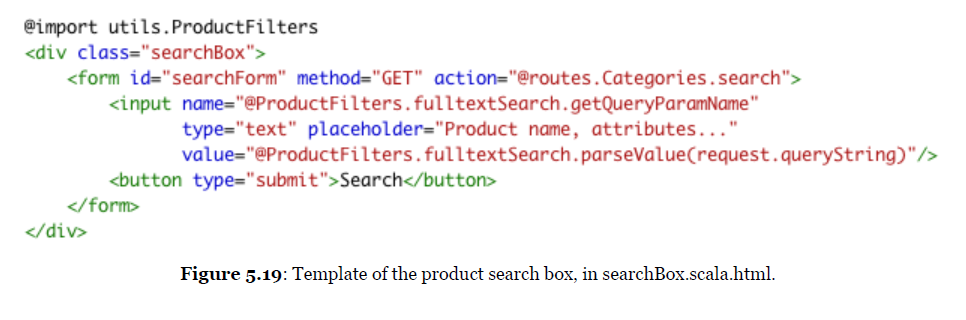 @import utils.ProductFilters
<div class="searchBox">
    <form id="searchForm" method="GET" action="@routes.Categories.search">
        <input name="@ProductFilters.fulltextSearch.getQueryParamName"
               type="text" placeholder="Product name, attributes..."
               value="@ProductFilters.fulltextSearch.parseValue(request.queryString)"/>
        <button type="submit">Search</button>
    </form>
</div>
Figure 5.19: Template of the product search box, in searchBox.scala.html.